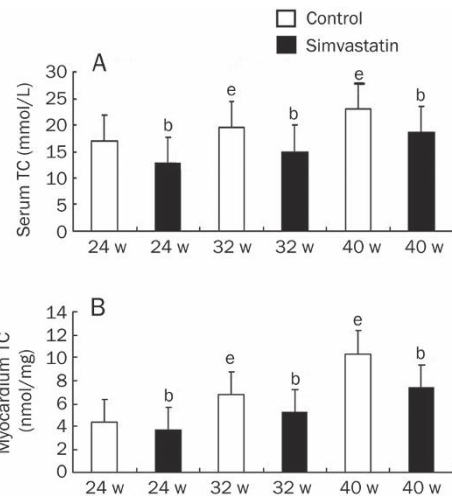 Control
Simvastatin
A
Serum TC (mmol/L)
30
25
20
15
10
5
0
b
e
b
e
b
24 w 24 w 32 w 32 w 40 w 40 w
B
Myocardium TC
(nmol/mg)
14
12
10
8
6
4
2
0
b
e
b
e
b
24 w 24 w 32 w 32 w 40 w 40 w